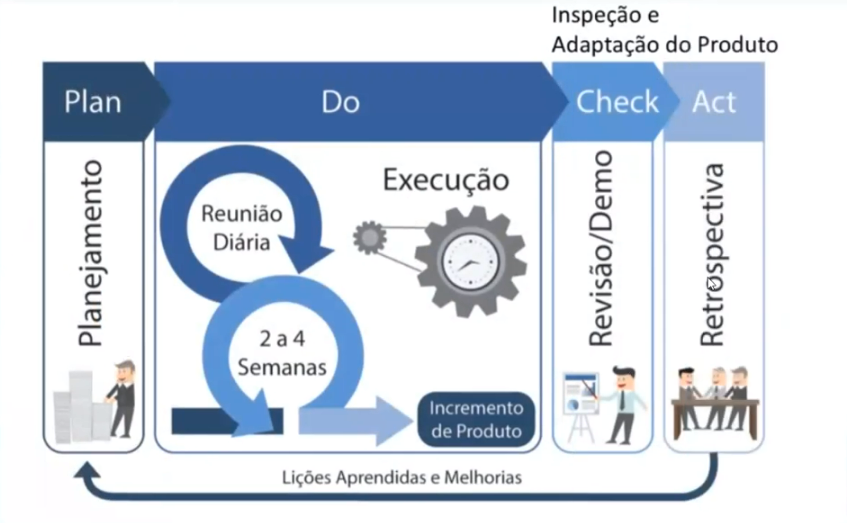 Inspeção e
Adaptação do Produto
Plan
Do
Check
Act
Planejamento
Reunião
Diária
Execução
2 a 4
Semanas
Incremento
de Produto
Revisão/Demo
Retrospectiva
Lições Aprendidas e Melhorias